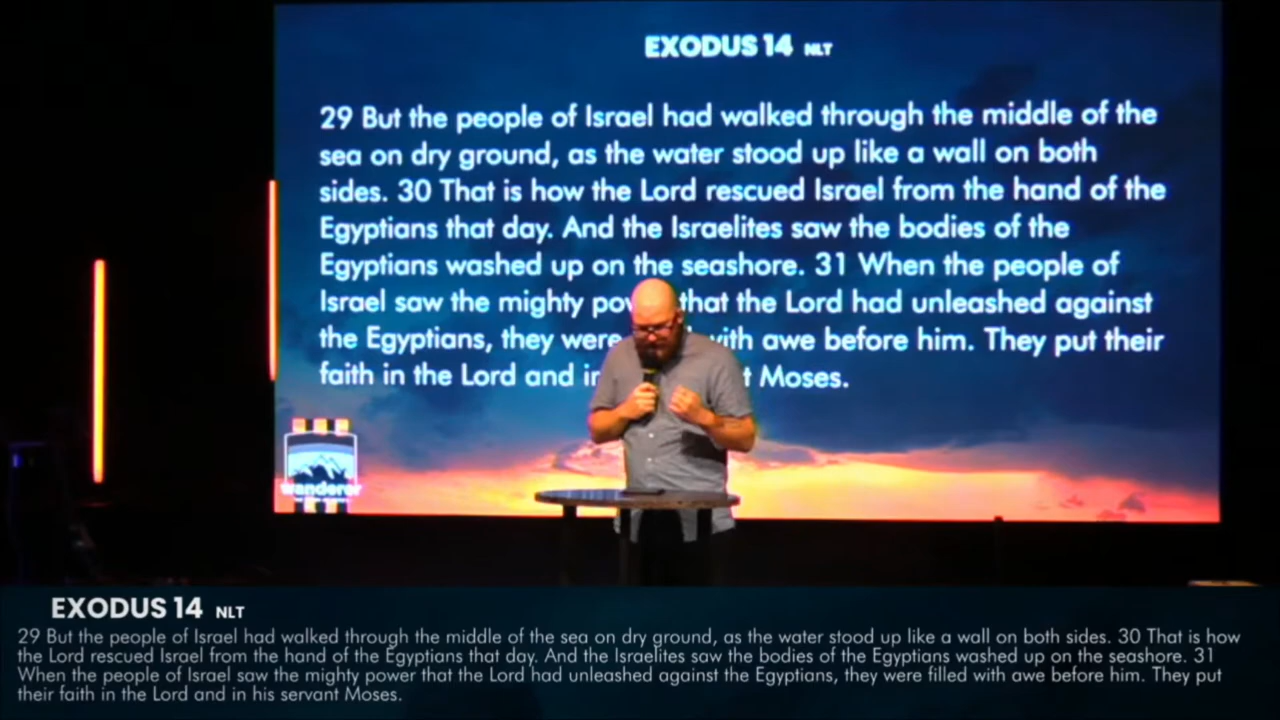 EXODUS 14 NLT
29 But the people of Israel had walked through the middle of the
sea on dry ground, as the water stood up like a wall on both
sides. 30 That is how the Lord rescued Israel from the hand of the
Egyptians that day. And the Israelites saw the bodies of the
Egyptians washed up on the seashore. 31 When the people of
Israel saw the mighty pow that the Lord had unleashed against
the Egyptians, they were with awe before him. They put their
faith in the Lord and in t Moses.
wanderer
EXODUS 14 NLT
29 But the people of Israel had walked through the middle of the sea on dry ground, as the water stood up like a wall on both sides. 30 That is how
the Lord rescued Israel from the hand of the Egyptians that day. And the Israelites saw the bodies of the Egyptians washed up on the seashore. 31
When the people of Israel saw the mighty power that the Lord had unleashed against the Egyptians, they were filled with awe before him. They put
their faith in the Lord and in his servant Moses.